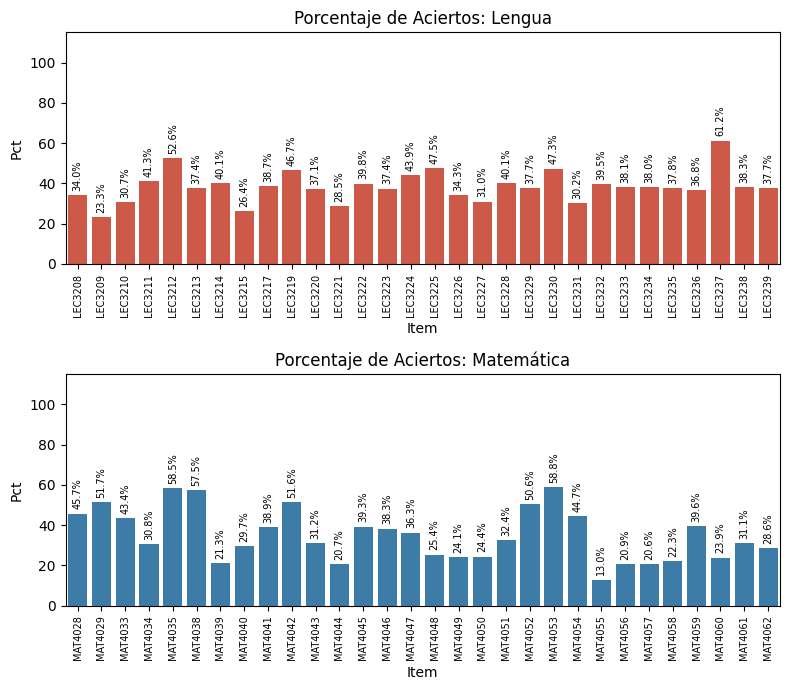 Porcentaje de Aciertos: Lengua
Pct
100
80
60
40
20
0
34.0%
23.3%
30.7%
41.3%
52.6%
37.4%
40.1%
26.4%
38.7%
46.7%
37.1%
28.5%
39.8%
37.4%
43.9%
47.5%
34.3%
31.0%
40.1%
37.7%
47.3%
30.2%
39.5%
38.1%
38.0%
37.8%
36.8%
61.2%
38.3%
37.7%
LEC3208
LEC3209
LEC3210
LEC3211
LEC3212
LEC3213
LEC3214
LEC3215
LEC3217
LEC3219
LEC3220
LEC3221
LEC3222
LEC3223
LEC3224
LEC3225
LEC3226
LEC3227
LEC3228
LEC3229
LEC3230
LEC3231
LEC3232
LEC3233
LEC3234
LEC3235
LEC3236
LEC3237
LEC3238
LEC3239
Item
Porcentaje de Aciertos: Matemática
Pct
100
80
60
40
20
0
45.7%
51.7%
43.4%
30.8%
58.5%
57.5%
21.3%
29.7%
38.9%
51.6%
31.2%
20.7%
39.3%
38.3%
36.3%
25.4%
24.1%
24.4%
32.4%
50.6%
58.8%
44.7%
13.0%
20.9%
20.6%
22.3%
39.6%
23.9%
31.1%
28.6%
MAT4028
MAT4029
MAT4033
MAT4034
MAT4035
MAT4038
MAT4039
MAT4040
MAT4041
MAT4042
MAT4043
MAT4044
MAT4045
MAT4046
MAT4047
MAT4048
MAT4049
MAT4050
MAT4051
MAT4052
MAT4053
MAT4054
MAT4055
MAT4056
MAT4057
MAT4058
MAT4059
MAT4060
MAT4061
MAT4062
Item